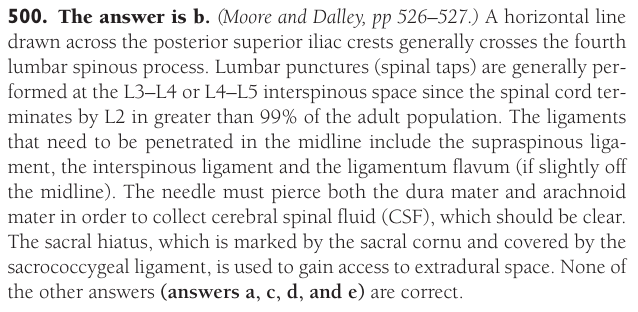 500. The answer is b. (Moore and Dalley, pp 526–527.) A horizontal line
drawn across the posterior superior iliac crests generally crosses the fourth
lumbar spinous process. Lumbar punctures (spinal taps) are generally per-
formed at the L3–L4 or L4–L5 interspinous space since the spinal cord ter-
minates by L2 in greater than 99% of the adult population. The ligaments
that need to be penetrated in the midline include the supraspinous liga-
ment, the interspinous ligament and the ligamentum flavum (if slightly off
the midline). The needle must pierce both the dura mater and arachnoid
mater in order to collect cerebral spinal fluid (CSF), which should be clear.
The sacral hiatus, which is marked by the sacral cornu and covered by the
sacrococcygeal ligament, is used to gain access to extradural space. None of
the other answers (answers a, c, d, and e) are correct.